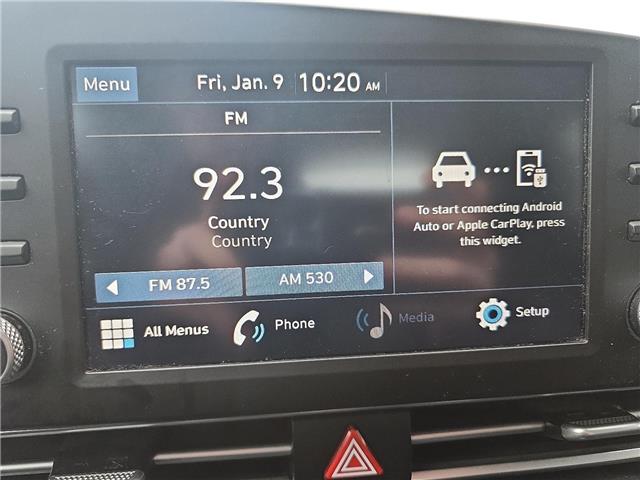 Menu
Fri, Jan. 9
10:20 AM
FM
92.3
Country
Country
FM 87.5
AM 530
To start connecting Android
Auto or Apple CarPlay, press
this widget.
All Menus
Phone
Media
Setup